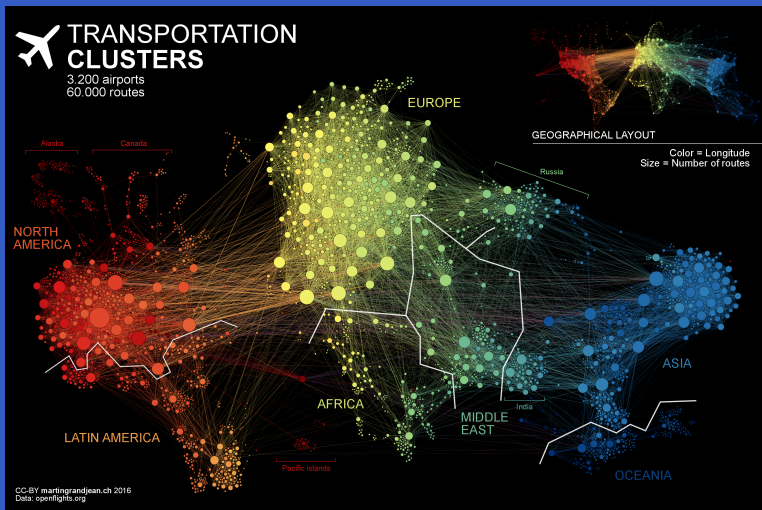 TRANSPORTATION
CLUSTERS
3.200 airports
60.000 routes
EUROPE
GEOGRAPHICAL LAYOUT
Color = Longitude
Size = Number of routes
Alaska
Canada
Russia
NORTH
AMERICA
ASIA
AFRICA
India
MIDDLE
EAST
LATIN AMERICA
Pacific Islands
OCEANIA
CC-BY martingrandjean.ch 2016
Data: openflights.org